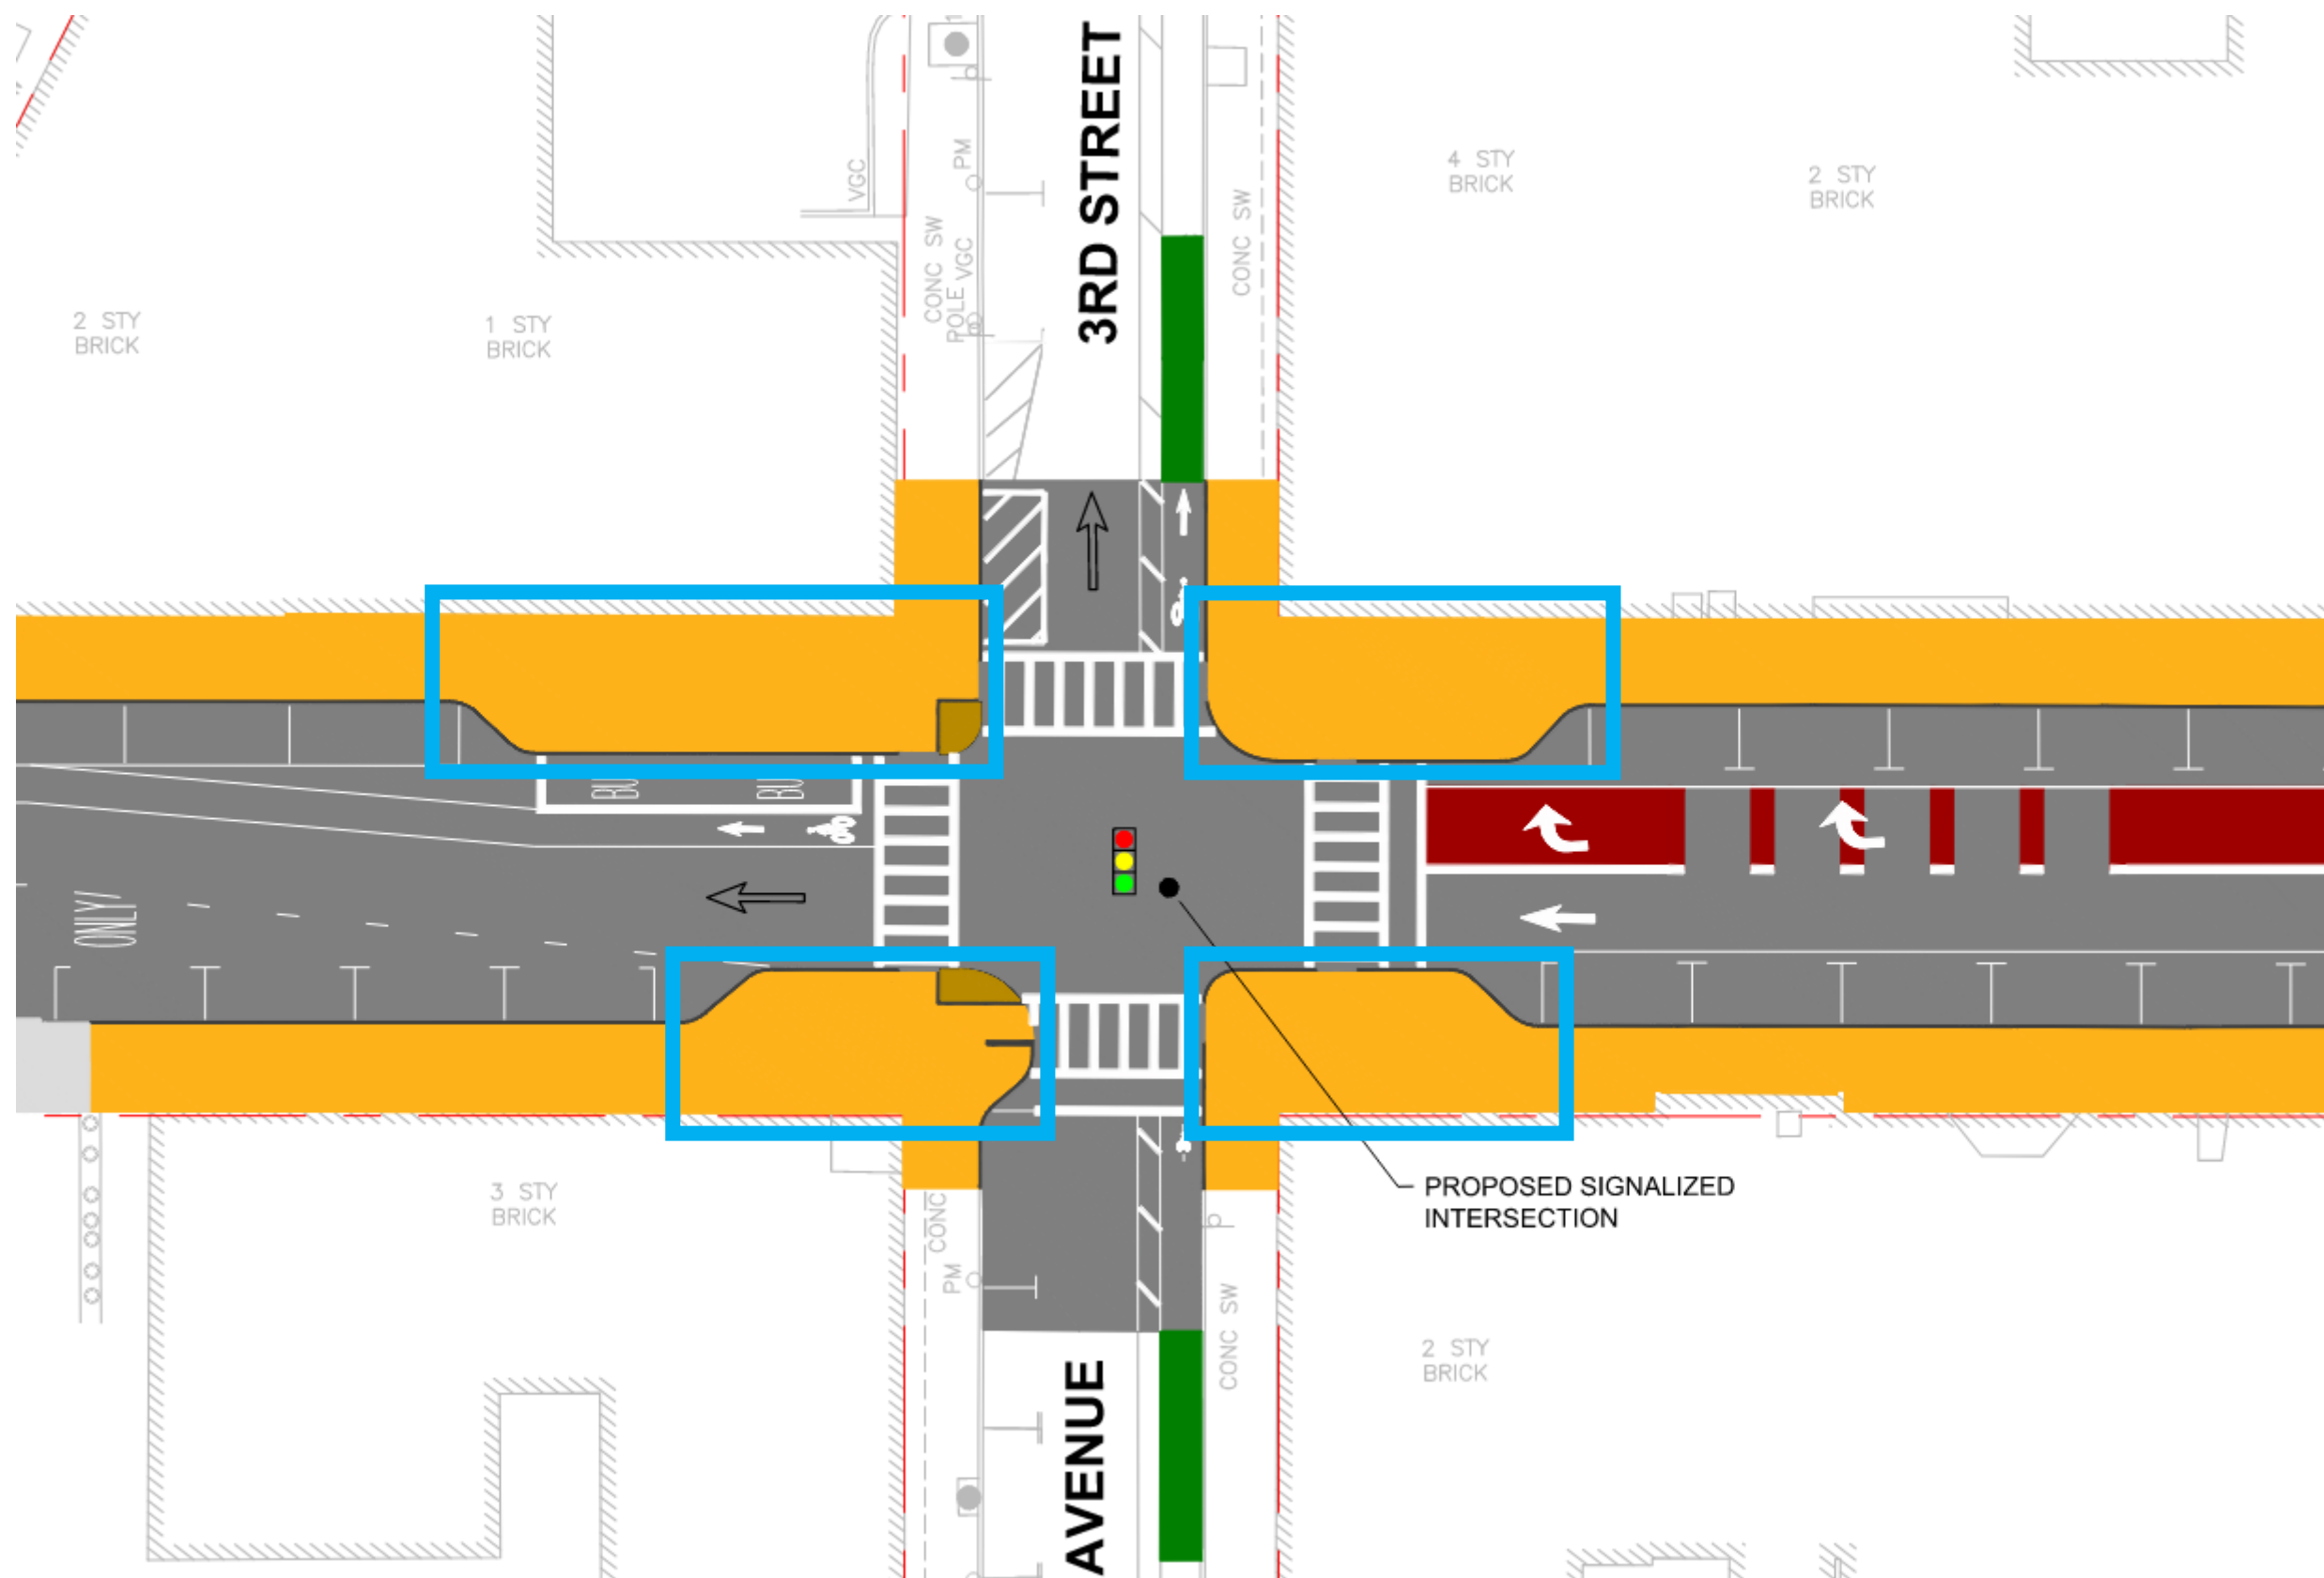 3RD STREET
VGC
PM
CONC SW
POLE VGC
CONC SW
4 STY
BRICK
2 STY
BRICK
2 STY
BRICK
1 STY
BRICK
ONLY
PROPOSED SIGNALIZED
INTERSECTION
3 STY
BRICK
CONC
PM
CONC SW
2 STY
BRICK
AVENUE